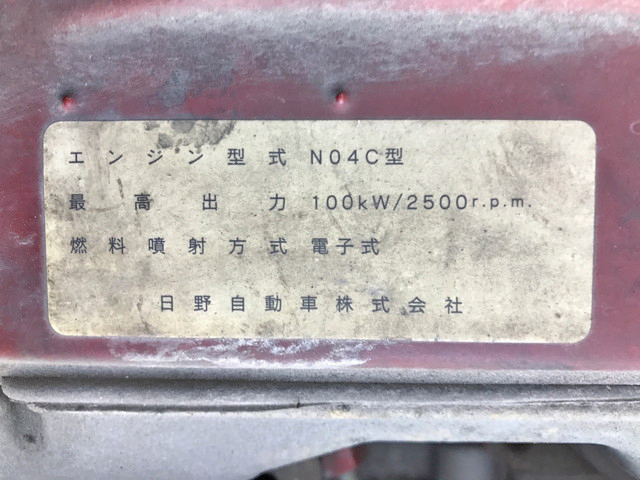 エンジン型式 N04C型
最高出力 100kW/2500r.p.m.
燃料噴射方式 電子式
日野自動車株式会社